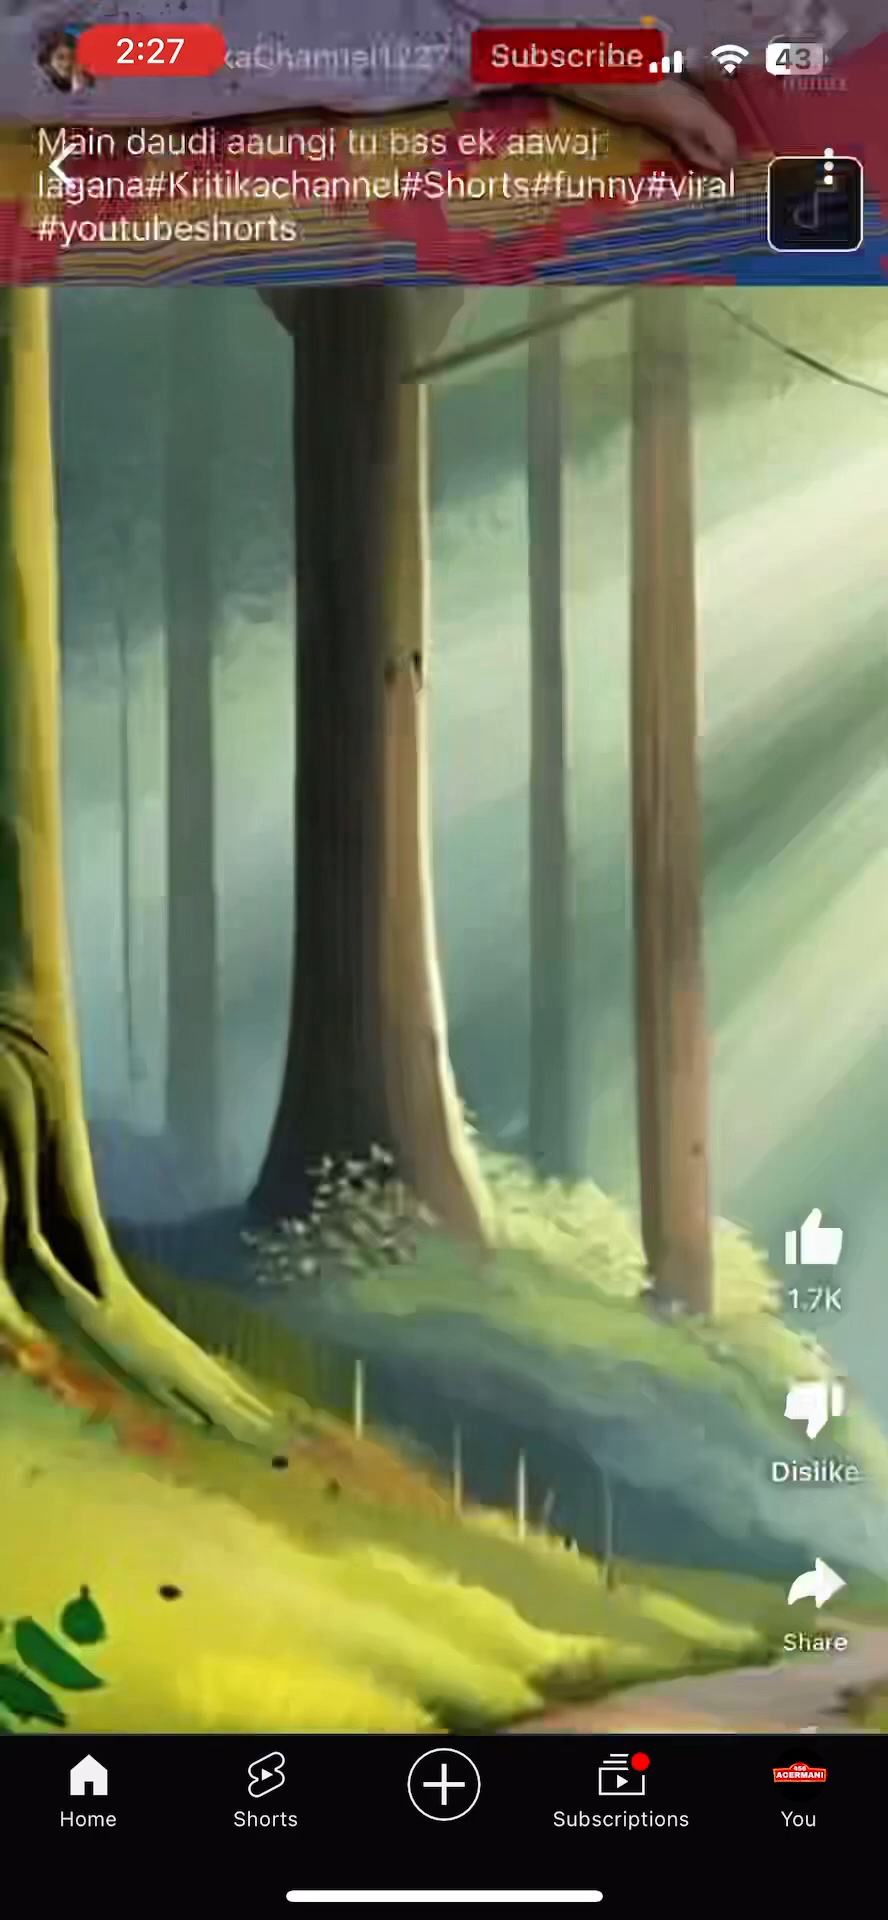 2:27
Subscribe
43
Main daudi aaungi tu bas ek aawaj
lagana#Kritikachannel#Shorts#funny#viral
#youtubeshorts
1.7K
Dislike
Share
Home
Shorts
Subscriptions
ACERMANI
You